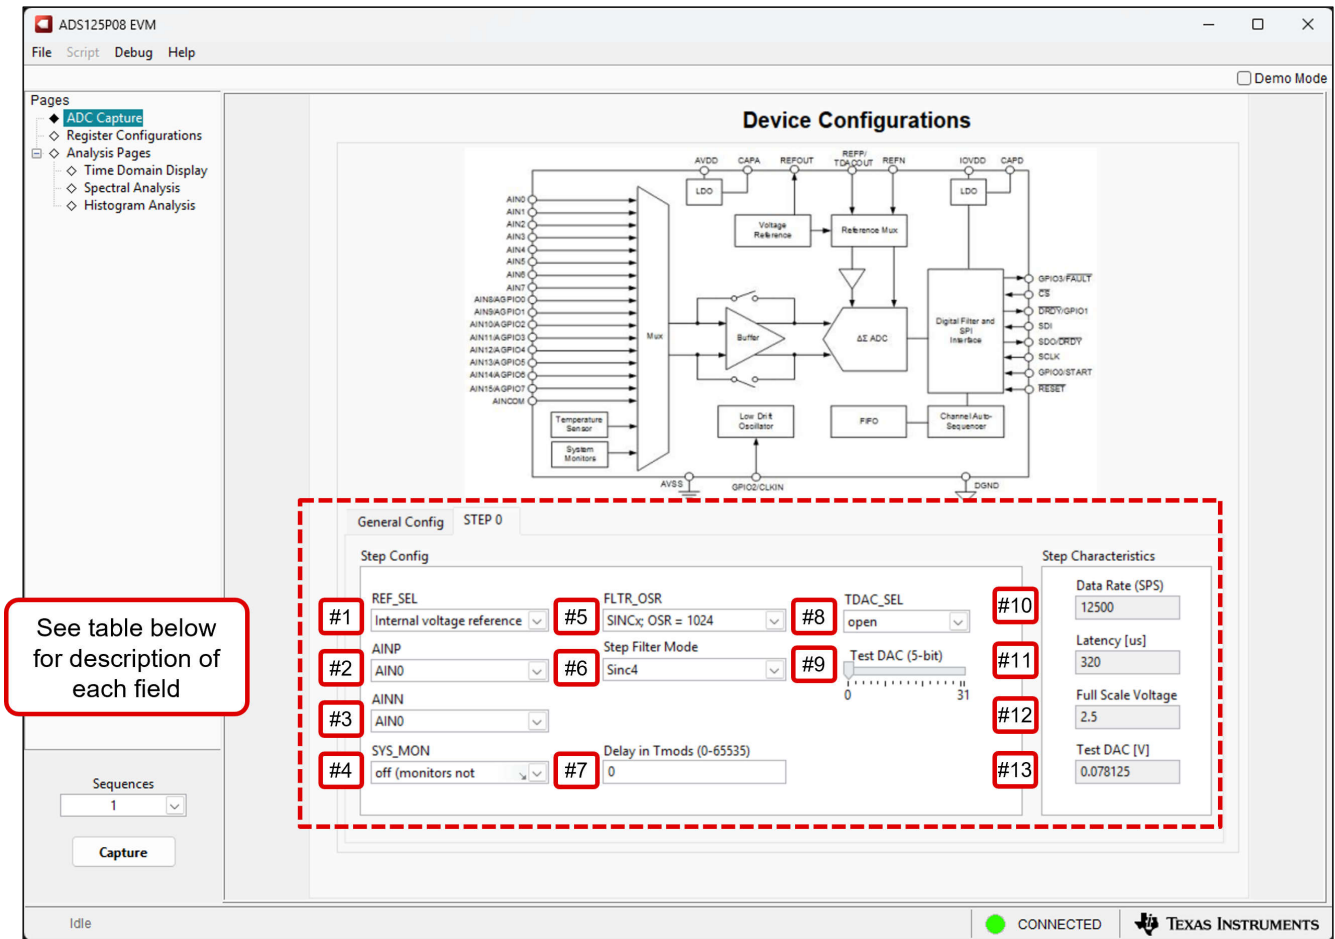 ADS125P08 EVM
File Script Debug Help
Demo Mode
Pages
ADC Capture
Register Configurations
Analysis Pages
Time Domain Display
Spectral Analysis
Histogram Analysis
Device Configurations
AVDD CAPA REFOUT REFP/ TDACOUT REFN IOVDD CAPD
LDO
LDO
AIN0
AIN1
AIN2
AIN3
AIN4
AIN5
AIN6
AIN7
AIN8/AGPIO0
AIN9/AGPIO1
AIN10/AGPIO2
AIN11/AGPIO3
AIN12/AGPIO4
AIN13/AGPIO5
AIN14/AGPIO6
AIN15/AGPIO7
AINCOM
Voltage
Reference
Reference Mux
Mux
Buffer
ΔΣ ADC
Digital Filter and
SPI
Interface
GPIO3/FAULT
CS
DRDY/GPIO1
SDI
SDO/DRDY
SCLK
GPIO0/START
RESET
Temperature
Sensor
System
Monitors
Low Drift
Oscillator
FIFO
Channel Auto-
Sequencer
AVSS
GPIO2/CLKIN
DGND
General Config STEP 0
Step Config
#1
REF_SEL
Internal voltage reference
#2
AINP
AIN0
#3
AINN
AIN0
#4
SYS_MON
off (monitors not
#5
FLTR_OSR
SINCx; OSR = 1024
#6
Step Filter Mode
Sinc4
#7
Delay in Tmods (0-65535)
0
#8
TDAC_SEL
open
#9
Test DAC (5-bit)
0 31
Step Characteristics
#10
Data Rate (SPS)
12500
#11
Latency [us]
320
#12
Full Scale Voltage
2.5
#13
Test DAC [V]
0.078125
See table below
for description of
each field
Sequences
1
Capture
Idle
CONNECTED
TEXAS INSTRUMENTS